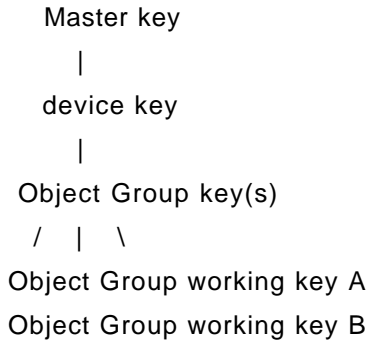 Master key
|
device key
|
Object Group key(s)
/ | \
Object Group working key A
Object Group working key B